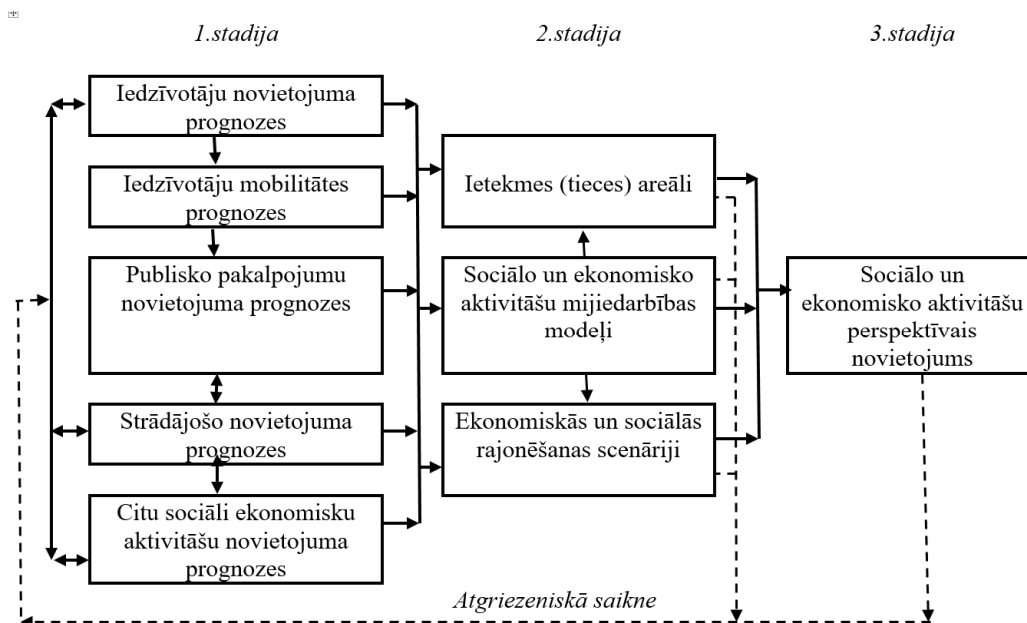 1.stadija
2.stadija
3.stadija
Iedzīvotāju novietojuma
prognozes
Iedzīvotāju mobilitātes
prognozes
Publisko pakalpojumu
novietojuma prognozes
Strādājošo novietojuma
prognozes
Citu sociāli ekonomisku
aktivitāšu novietojuma
prognozes
Ietekmes (tieces) areāli
Sociālo un ekonomisko
aktivitāšu mijiedarbības
modeļi
Ekonomiskās un sociālās
rajonēšanas scenāriji
Sociālo un
ekonomisko aktivitāšu
perspektīvais
novietojums
Atgriezeniskā saikne